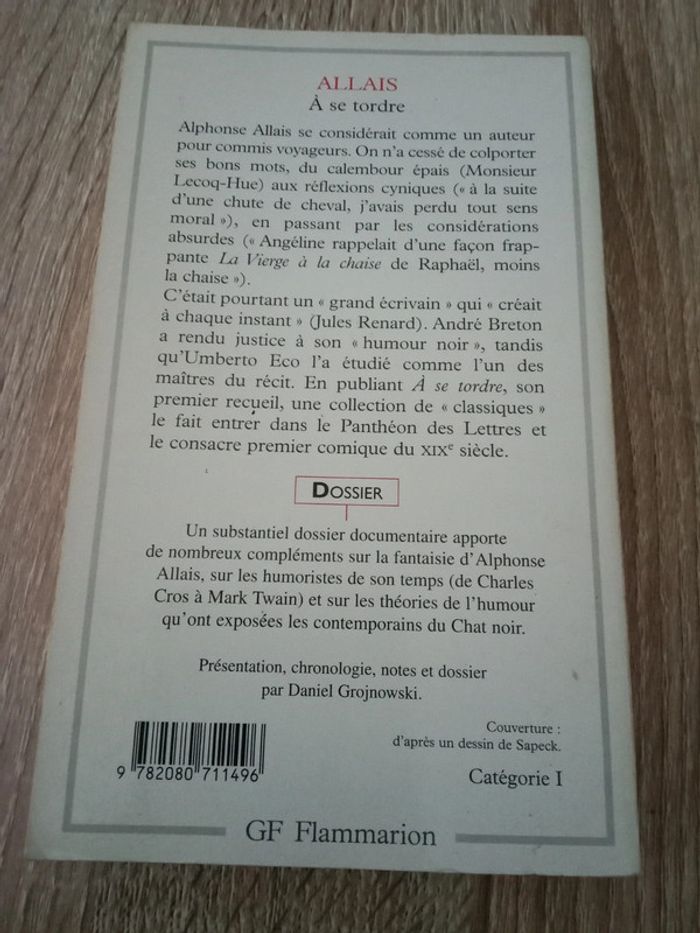 ALLAIS
À se tordre
Alphonse Allais se considérait comme un auteur
pour commis voyageurs. On n'a cessé de colporter
ses bons mots, du calembour épais (Monsieur
Lecoq-Hue) aux réflexions cyniques (« à la suite
d'une chute de cheval, j'avais perdu tout sens
moral »), en passant par les considérations
absurdes (« Angéline rappelait d'une façon frap-
pante La Vierge à la chaise de Raphaël, moins
la chaise »).
C'était pourtant un « grand écrivain » qui « créait
à chaque instant » (Jules Renard). André Breton
a rendu justice à son « humour noir », tandis
qu'Umberto Eco l'a étudié comme l'un des
maîtres du récit. En publiant À se tordre, son
premier recueil, une collection de « classiques »
le fait entrer dans le Panthéon des Lettres et
le consacre premier comique du XIXe siècle.
DOSSIER
Un substantiel dossier documentaire apporte
de nombreux compléments sur la fantaisie d'Alphonse
Allais, sur les humoristes de son temps (de Charles
Cros à Mark Twain) et sur les théories de l'humour
qu'ont exposées les contemporains du Chat noir.
Présentation, chronologie, notes et dossier
par Daniel Grojnowski.
Couverture :
d'après un dessin de Sapeck.
9 782080 711496
Catégorie I
GF Flammarion